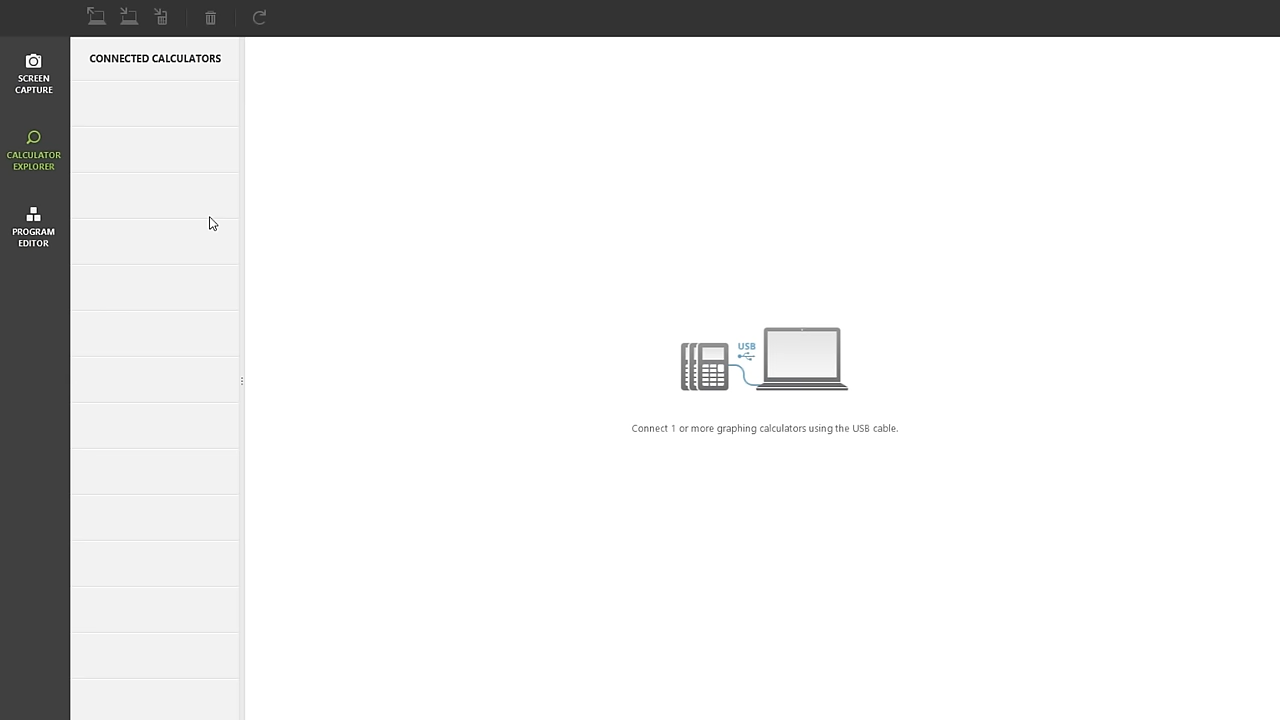 CONNECTED CALCULATORS
SCREEN
CAPTURE
CALCULATOR
EXPLORER
PROGRAM
EDITOR
USB
Connect 1 or more graphing calculators using the USB cable.